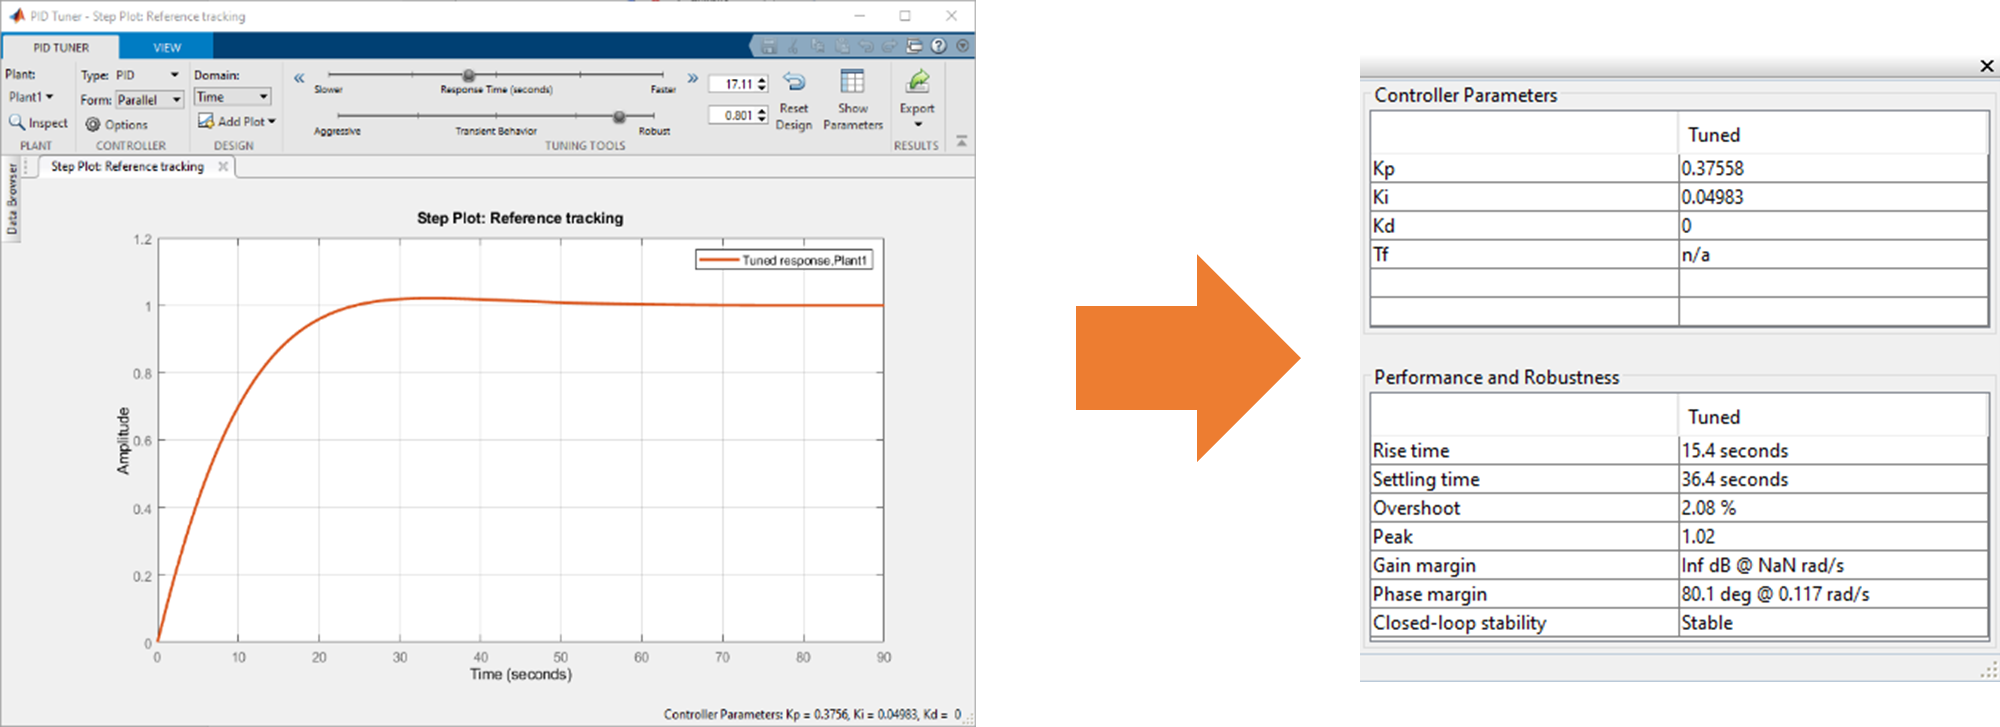 PID Tuner - Step Plot: Reference tracking
PID TUNER VIEW
Plant: Type: PID Domain:
Plant1 Form: Parallel Time
Inspect Options Add Plot
Slower Response Time (seconds) Faster 17.11
Aggressive Transient Behavior Robust 0.801
Reset Design Show Parameters Export
PLANT CONTROLLER DESIGN TUNING TOOLS RESULTS
Data Browser
Step Plot: Reference tracking
Step Plot: Reference tracking
Tuned response,Plant1
Amplitude
1.2
1
0.8
0.6
0.4
0.2
0
0 10 20 30 40 50 60 70 80 90
Time (seconds)
Controller Parameters: Kp = 0.3756, Ki = 0.04983, Kd = 0
Controller Parameters
Tuned
Kp 0.37558
Ki 0.04983
Kd 0
Tf n/a
Performance and Robustness
Tuned
Rise time 15.4 seconds
Settling time 36.4 seconds
Overshoot 2.08 %
Peak 1.02
Gain margin Inf dB @ NaN rad/s
Phase margin 80.1 deg @ 0.117 rad/s
Closed-loop stability Stable